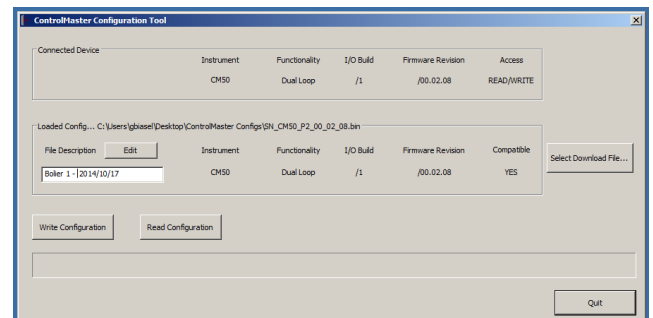 ControlMaster Configuration Tool
Connected Device
Instrument Functionality I/O Build Firmware Revision Access
CM50 Dual Loop /1 /00.02.08 READ/WRITE
Loaded Config... C:\Users\gbiasel\Desktop\ControlMaster Configs\SN_CM50_P2_00_02_08.bin
File Description Edit Instrument Functionality I/O Build Firmware Revision Compatible
Bolier 1 - 2014/10/17 CM50 Dual Loop /1 /00.02.08 YES
Select Download File...
Write Configuration Read Configuration
Quit